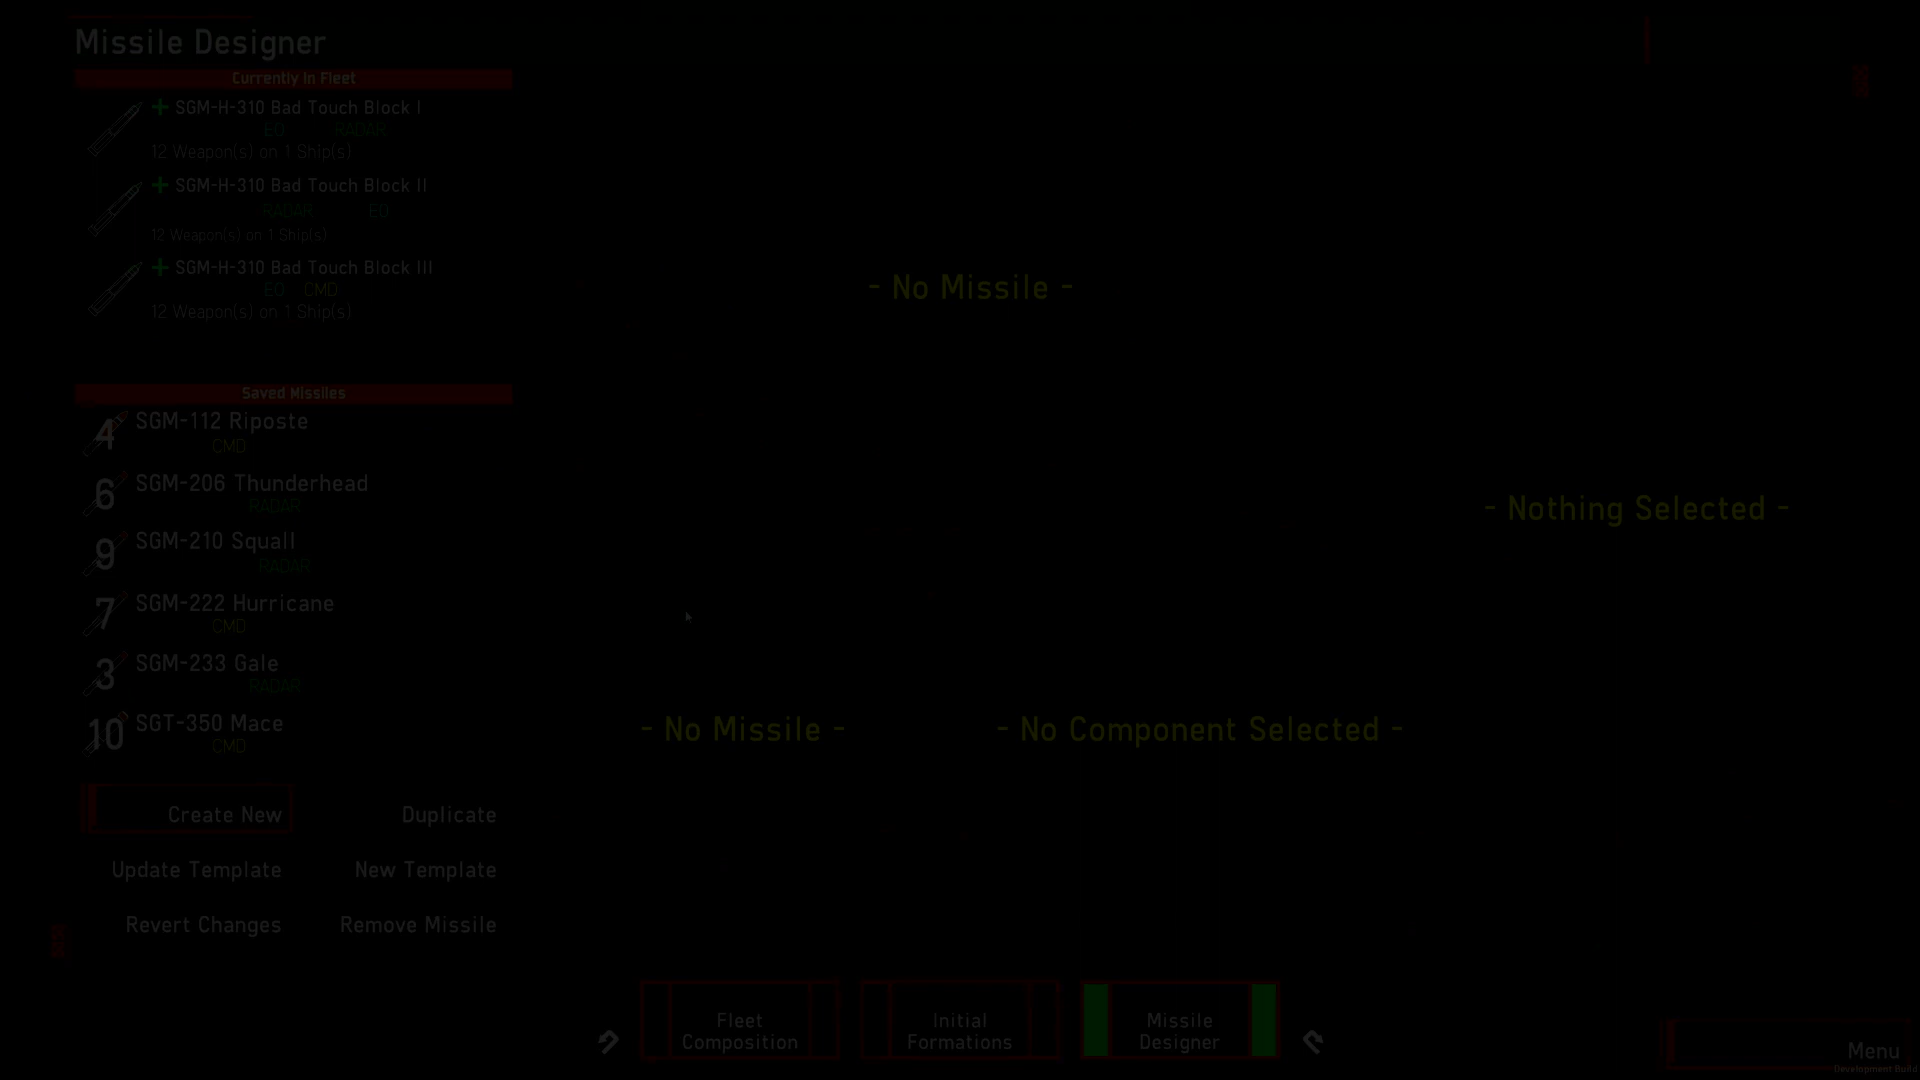 Missile Designer
Currently In Fleet
+ SGM-H-310 Bad Touch Block I
EO RADAR
12 Weapon(s) on 1 Ship(s)
+ SGM-H-310 Bad Touch Block II
RADAR EO
12 Weapon(s) on 1 Ship(s)
+ SGM-H-310 Bad Touch Block III
EO CMD
12 Weapon(s) on 1 Ship(s)
- No Missile -
Saved Missiles
4 SGM-112 Riposte
CMD
6 SGM-206 Thunderhead
RADAR
9 SGM-210 Squall
RADAR
7 SGM-222 Hurricane
CMD
3 SGM-233 Gale
RADAR
10 SGT-350 Mace
CMD
- Nothing Selected -
- No Missile -
- No Component Selected -
Create New
Duplicate
Update Template
New Template
Revert Changes
Remove Missile
Fleet
Composition
Initial
Formations
Missile
Designer
Menu
Development Build